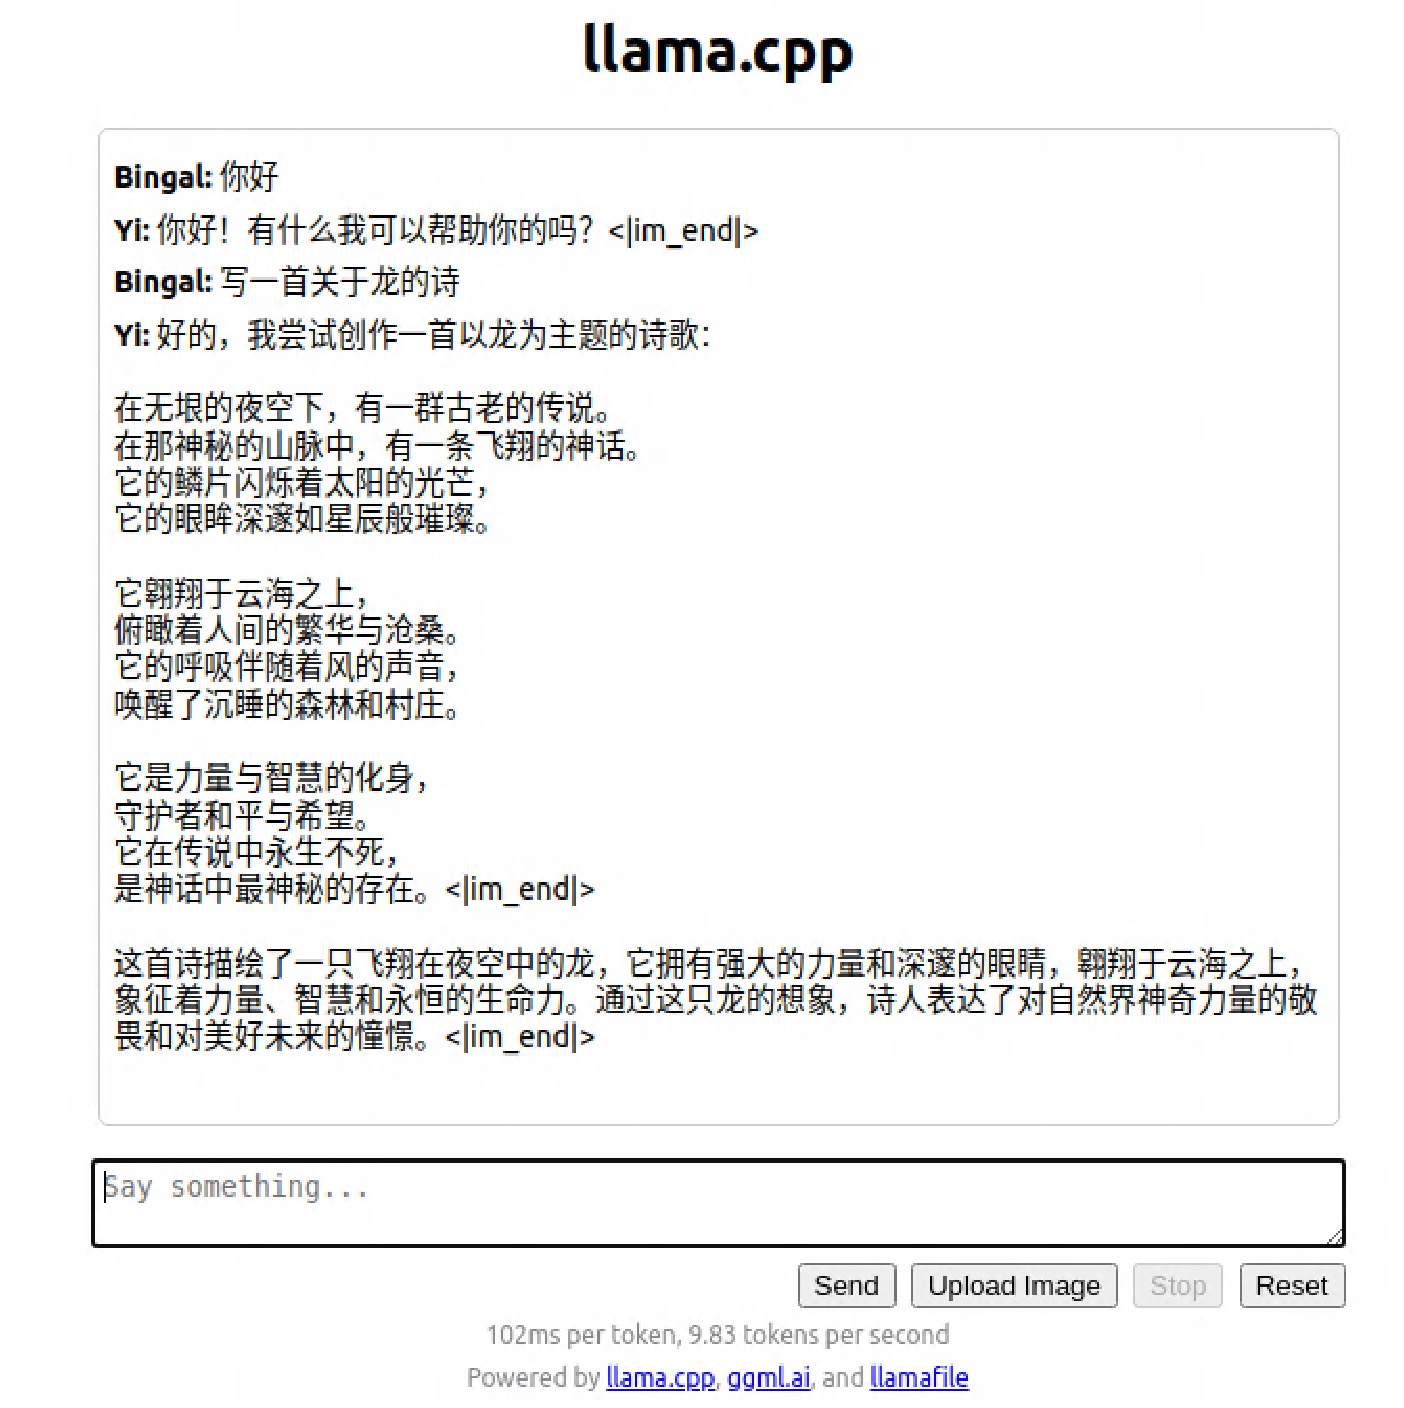 llama.cpp
Bingal: 你好
Yi: 你好！有什么我可以帮助你的吗？<|im_end|>
Bingal: 写一首关于龙的诗
Yi: 好的，我尝试创作一首以龙为主题的诗歌：
在无垠的夜空下，有一群古老的传说。
在那神秘的山脉中，有一条飞翔的神话。
它的鳞片闪烁着太阳的光芒，
它的眼眸深邃如星辰般璀璨。
它翱翔于云海之上，
俯瞰着人间的繁华与沧桑。
它的呼吸伴随着风的声音，
唤醒了沉睡的森林和村庄。
它是力量与智慧的化身，
守护者和平与希望。
它在传说中永生不死，
是神话中最神秘的存在。<|im_end|>
这首诗描绘了一只飞翔在夜空中的龙，它拥有强大的力量和深邃的眼睛，翱翔于云海之上，
象征着力量、智慧和永恒的生命力。通过这只龙的想象，诗人表达了对自然界神奇力量的敬
畏和对美好未来的憧憬。<|im_end|>
Say something...
Send Upload Image Stop Reset
102ms per token, 9.83 tokens per second
Powered by llama.cpp, ggml.ai, and llamafile